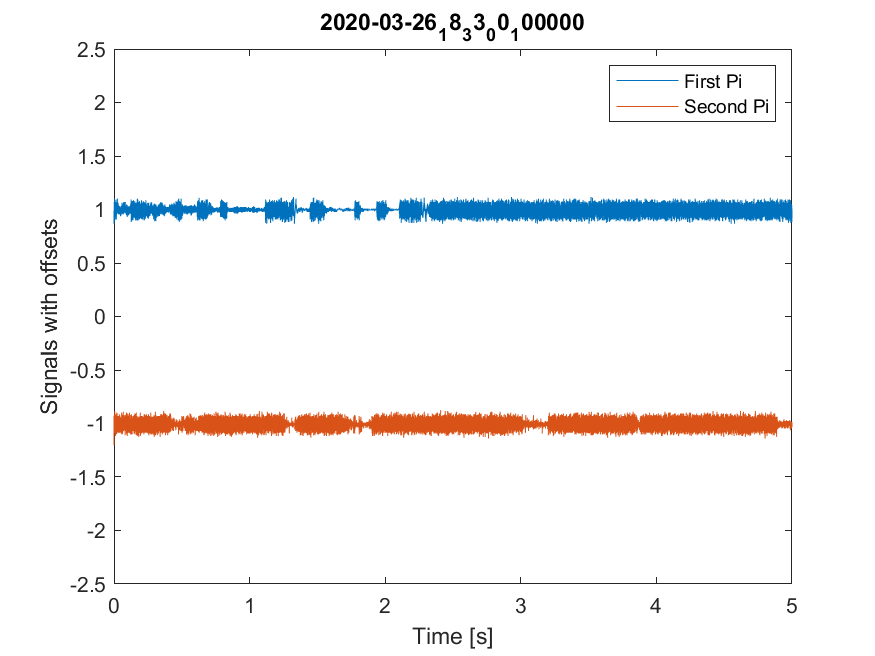 2020-03-26₁8₃3₀0₁00000
First Pi
Second Pi
Signals with offsets
2.5
2
1.5
1
0.5
0
-0.5
-1
-1.5
-2
-2.5
0 1 2 3 4 5
Time [s]